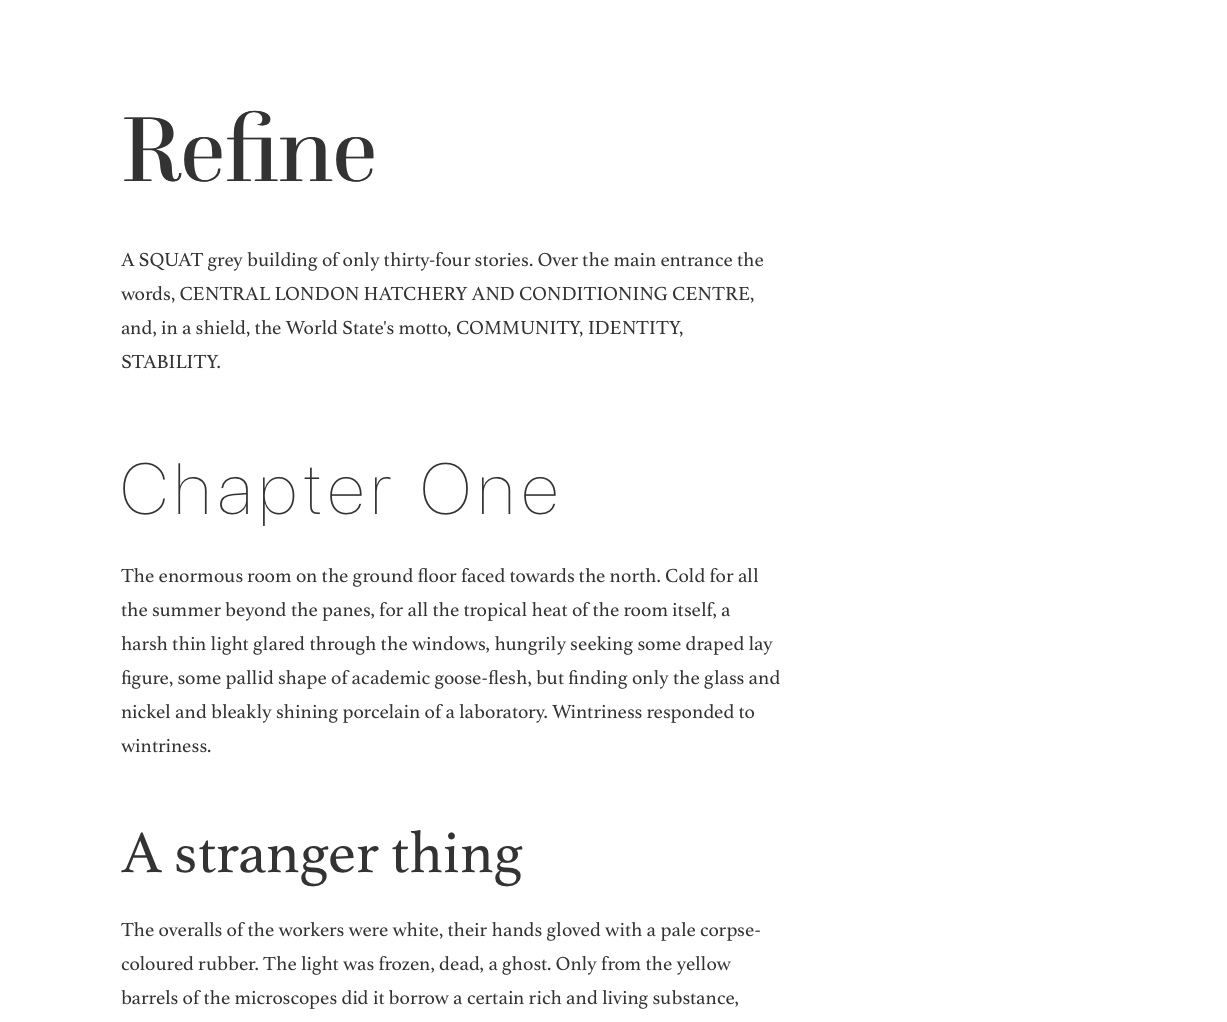 Refine
A SQUAT grey building of only thirty-four stories. Over the main entrance the
words, CENTRAL LONDON HATCHERY AND CONDITIONING CENTRE,
and, in a shield, the World State's motto, COMMUNITY, IDENTITY,
STABILITY.
Chapter One
The enormous room on the ground floor faced towards the north. Cold for all
the summer beyond the panes, for all the tropical heat of the room itself, a
harsh thin light glared through the windows, hungrily seeking some draped lay
figure, some pallid shape of academic goose-flesh, but finding only the glass and
nickel and bleakly shining porcelain of a laboratory. Wintriness responded to
wintriness.
A stranger thing
The overalls of the workers were white, their hands gloved with a pale corpse-
coloured rubber. The light was frozen, dead, a ghost. Only from the yellow
barrels of the microscopes did it borrow a certain rich and living substance,